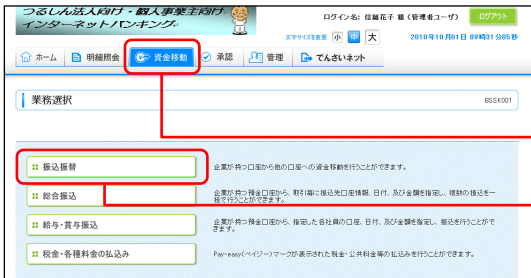 つるしん法人向け・個人事業主向け
インターネットバンキング
ログイン名: 信雄花子 様 (管理者ユーザ)
ログアウト
文字サイズを変更 小 中 大
2010年10月01日 09時31分05秒
ホーム 明細照会 資金移動 承認 管理 でんさいネット
業務選択
BSSK001
振込振替
企業が持つ口座から他の口座への資金移動を行うことができます。
総合振込
企業が持つ預金口座から、取引毎に振込先口座情報、日付、及び金額を指定し、複数の振込を一
括で行うことができます。
給与・賞与振込
企業が持つ預金口座から、指定した各社員の口座、日付、及び金額を指定し、振込を行うことがで
きます。
税金・各種料金の払込み
Pay-easy(ペイジー)マークが表示された税金・公共料金等の払込みを行うことができます。